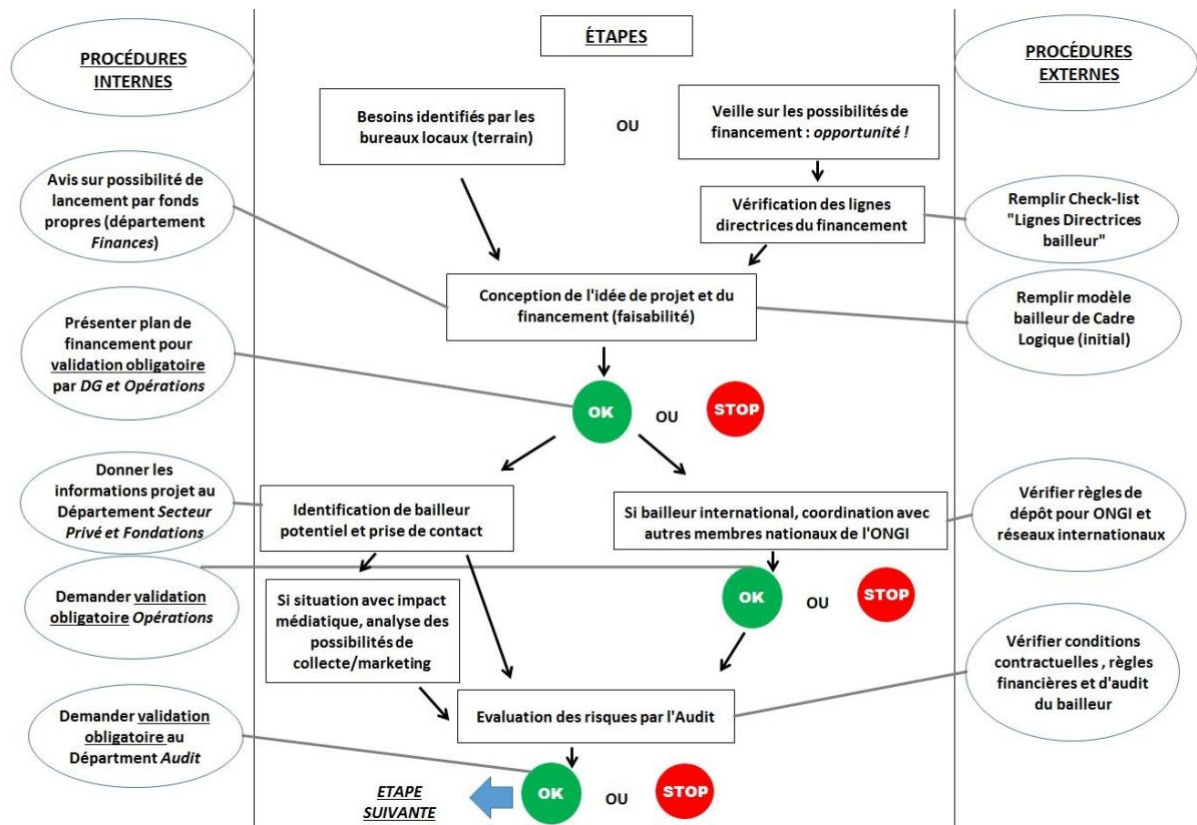 PROCÉDURES
INTERNES
ÉTAPES
PROCÉDURES
EXTERNES
Besoins identifiés par les
bureaux locaux (terrain)
OU
Veille sur les possibilités de
financement : opportunité !
Avis sur possibilité de
lancement par fonds
propres (département
Finances)
Vérification des lignes
directrices du financement
Remplir Check-list
"Lignes Directrices
bailleur"
Conception de l'idée de projet et du
financement (faisabilité)
Remplir modèle
bailleur de Cadre
Logique (initial)
Présenter plan de
financement pour
validation obligatoire
par DG et Opérations
OK
OU
STOP
Donner les
informations projet au
Département Secteur
Privé et Fondations
Identification de bailleur
potentiel et prise de contact
Si bailleur international, coordination avec
autres membres nationaux de l'ONGI
Vérifier règles de
dépôt pour ONGI et
réseaux internationaux
Demander validation
obligatoire Opérations
Si situation avec impact
médiatique, analyse des
possibilités de
collecte/marketing
OK
OU
STOP
Vérifier conditions
contractuelles , règles
financières et d'audit
du bailleur
Evaluation des risques par l'Audit
Demander validation
obligatoire au
Départment Audit
ETAPE
SUIVANTE
OK
OU
STOP